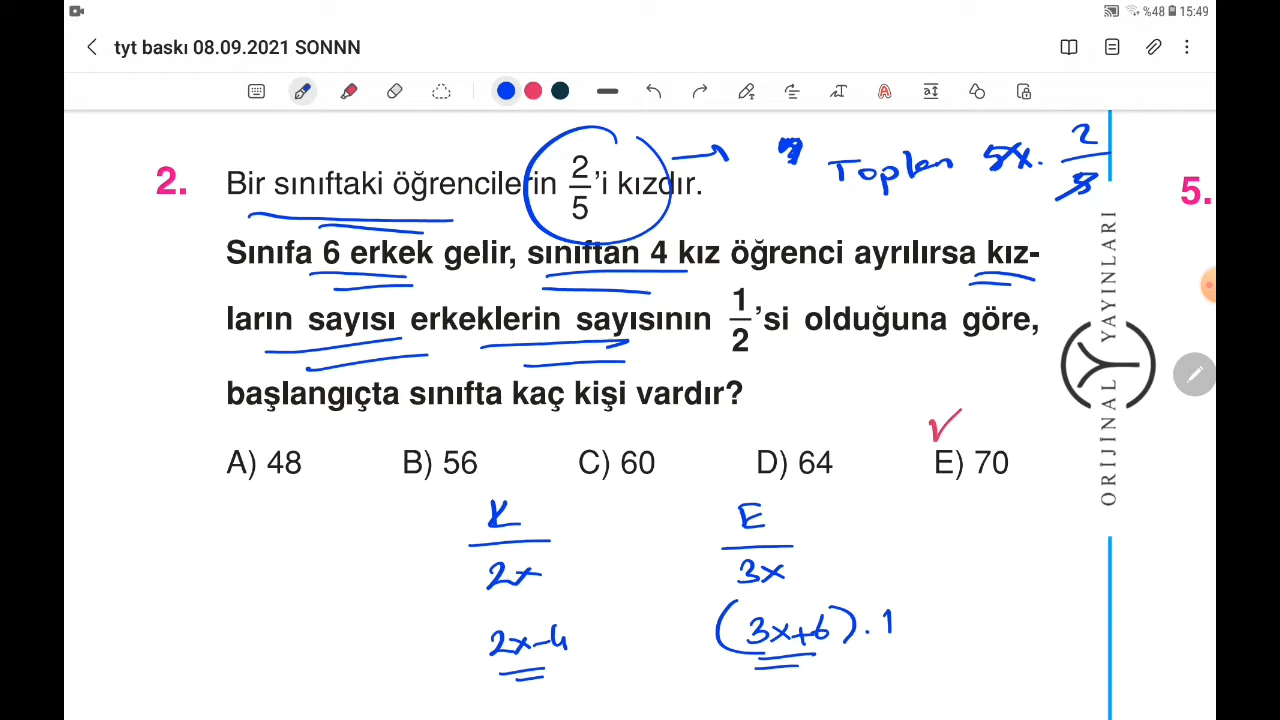 %48 15:49
tyt baskı 08.09.2021 SONNN
2. Bir sınıftaki öğrencilerin 2/5'i kızdır.
Toplam 5x. 2/5
5.
Sınıfa 6 erkek gelir, sınıftan 4 kız öğrenci ayrılırsa kız-
ların sayısı erkeklerin sayısının 1/2'si olduğuna göre,
başlangıçta sınıfta kaç kişi vardır?
A) 48 B) 56 C) 60 D) 64 E) 70
ORİJİNAL YAYINLARI
K E
2x 3x
2x-4 (3x+6).1